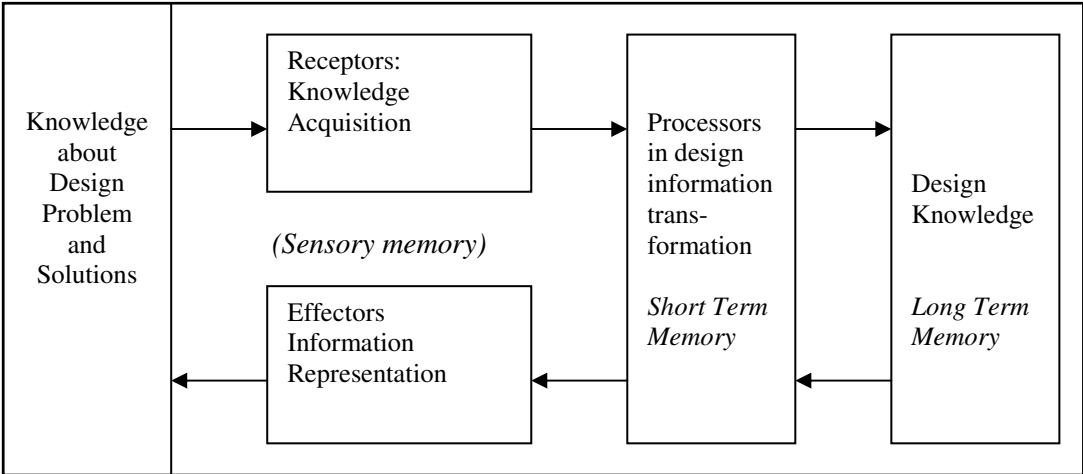 Knowledge
about
Design
Problem
and
Solutions
Receptors:
Knowledge
Acquisition
(Sensory memory)
Effectors
Information
Representation
Processors
in design
information
trans-
formation
Short Term
Memory
Design
Knowledge
Long Term
Memory